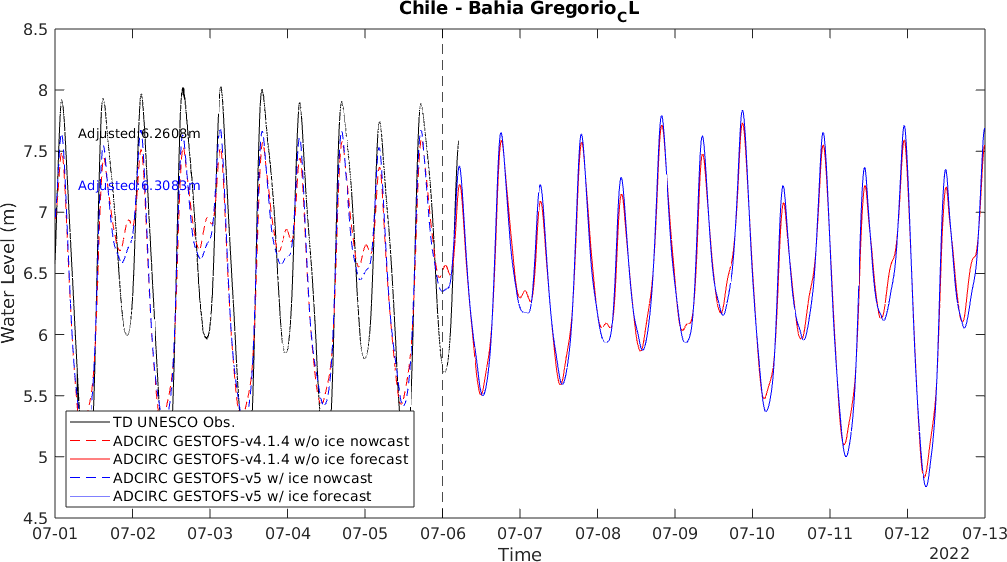 Chile - Bahia Gregorio_CL
8.5
8
7.5
7
6.5
6
5.5
5
4.5
Water Level (m)
Adjusted:6.2608m
Adjusted:6.3083m
TD UNESCO Obs.
ADCIRC GESTOFS-v4.1.4 w/o ice nowcast
ADCIRC GESTOFS-v4.1.4 w/o ice forecast
ADCIRC GESTOFS-v5 w/ ice nowcast
ADCIRC GESTOFS-v5 w/ ice forecast
07-01 07-02 07-03 07-04 07-05 07-06 07-07 07-08 07-09 07-10 07-11 07-12 07-13
Time
2022